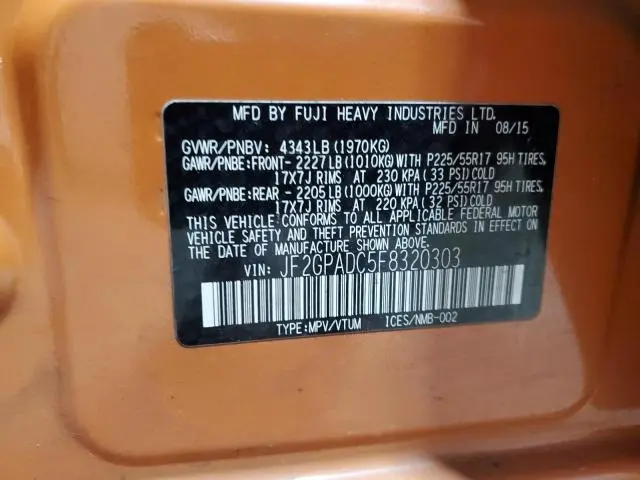 MFD BY FUJI HEAVY INDUSTRIES LTD.
MFD IN 08/15
GVWR/PNBV: 4343LB (1970KG)
GAWR/PNBE:FRONT- 2227LB(1010KG)WITH P225/55R17 95H TIRES,
17X7J RIMS AT 230 KPA ( 33 PSI)COLD
GAWR/PNBE:REAR - 2205LB(1000KG)WITH P225/55R17 95H TIRES,
17X7J RIMS AT 220 KPA ( 32 PSI)COLD
THIS VEHICLE CONFORMS TO ALL APPLICABLE FEDERAL MOTOR
VEHICLE SAFETY AND THEFT PREVENTION STANDARDS IN EFFECT ON
THE DATE OF MANUFACTURE SHOWN ABOVE.
VIN: JF2GPADC5F8320303
TYPE:MPV/VTUM ICES/NMB-002